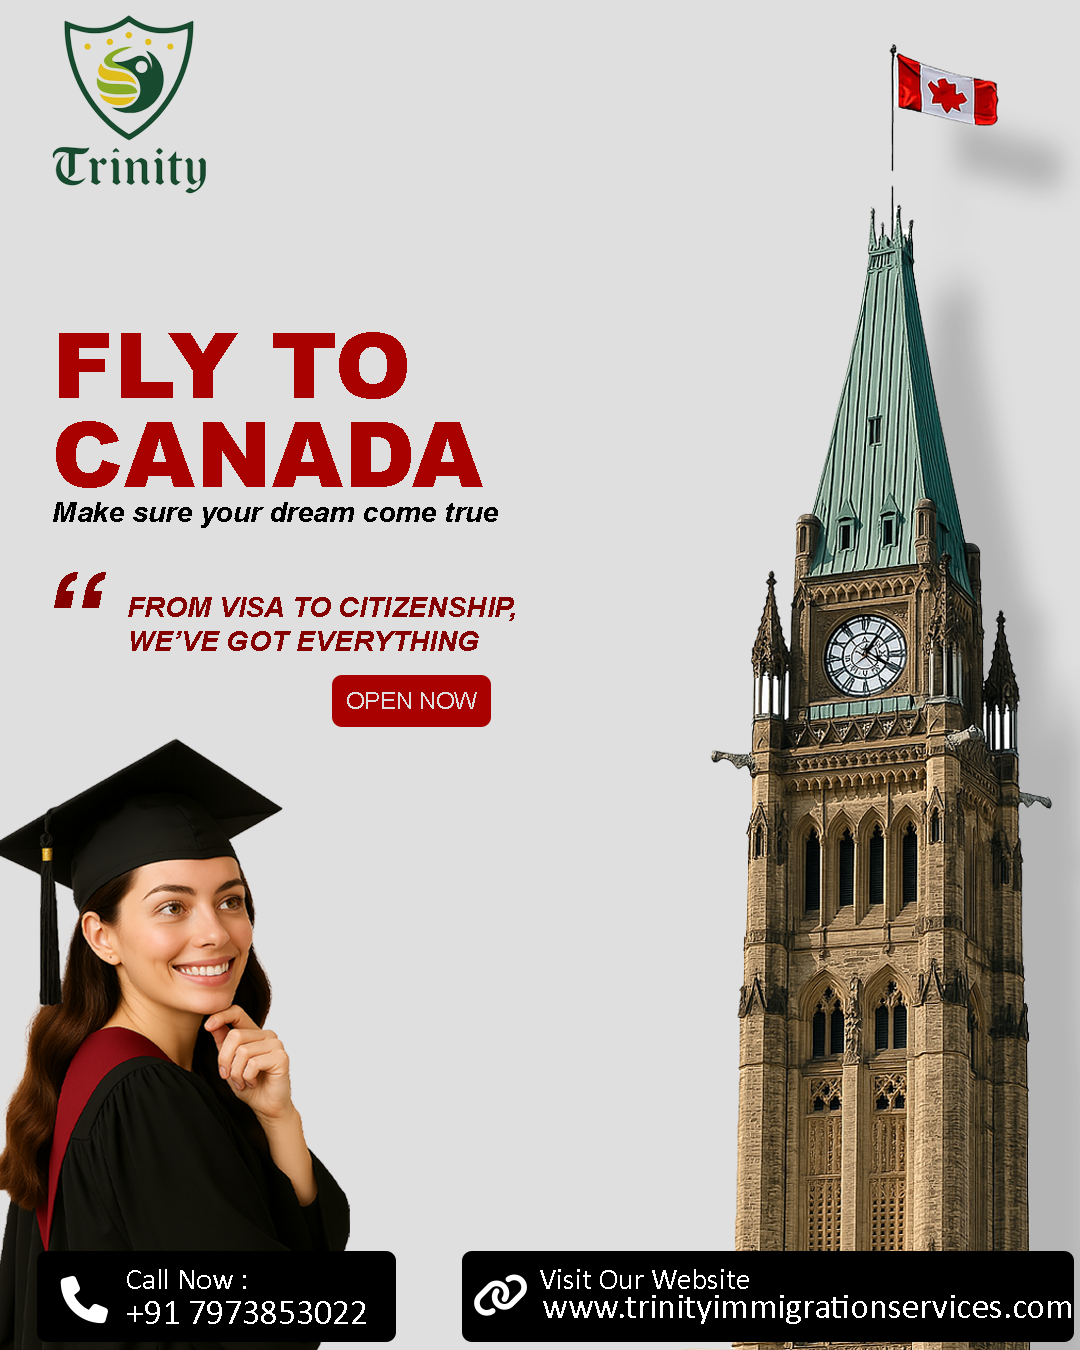 Trinity
FLY TO
CANADA
Make sure your dream come true
“ FROM VISA TO CITIZENSHIP,
WE’VE GOT EVERYTHING
OPEN NOW
Call Now :
+91 7973853022
Visit Our Website
www.trinityimmigrationservices.com